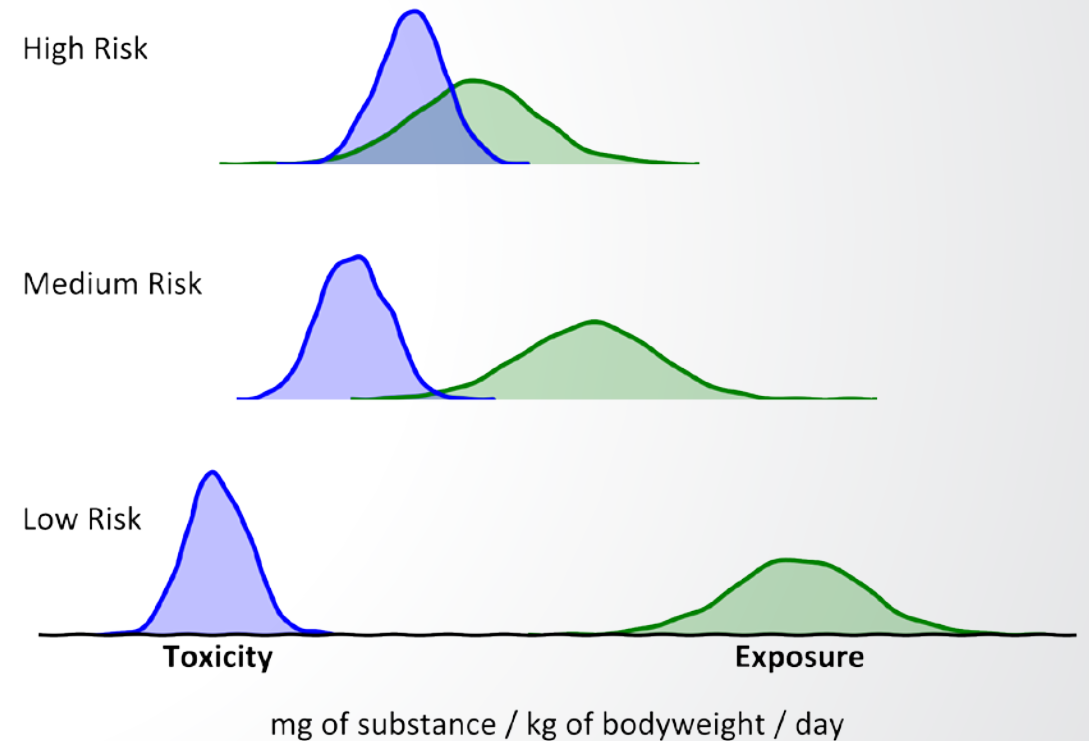 High Risk
Medium Risk
Low Risk
Toxicity
Exposure
mg of substance / kg of bodyweight / day